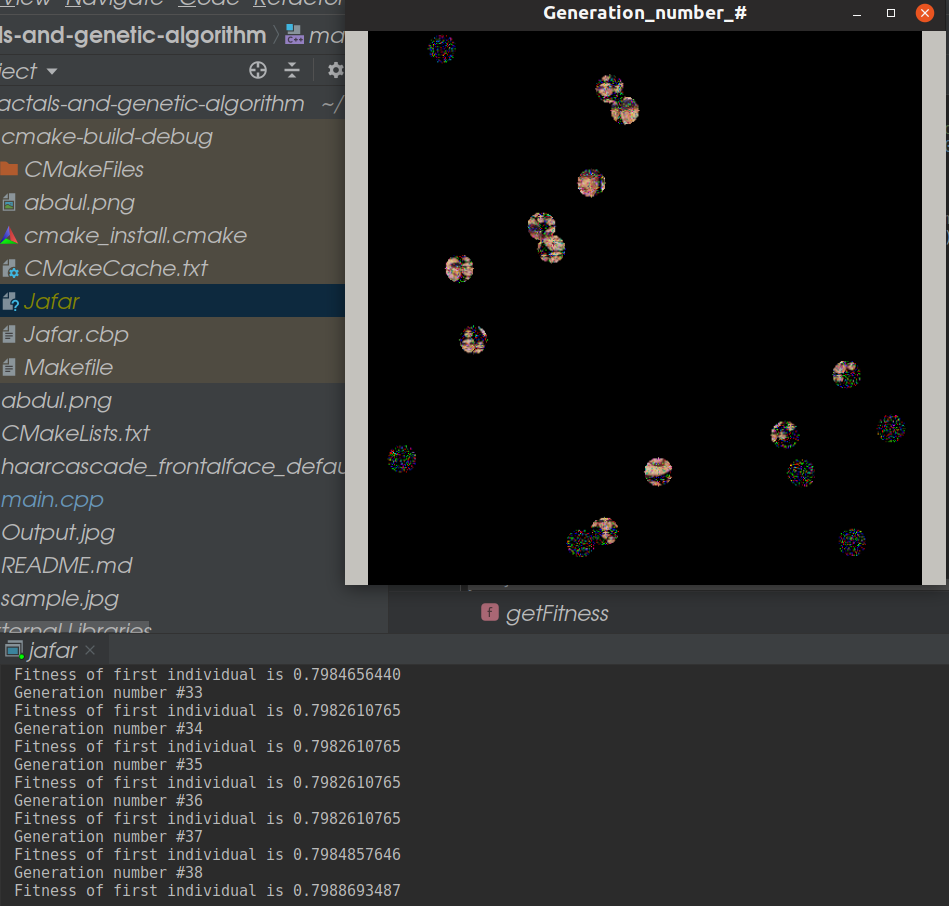 View Navigate Code Refactor
ls-and-genetic-algorithm
Generation_number_#
ject
actals-and-genetic-algorithm ~/
cmake-build-debug
CMakeFiles
abdul.png
cmake_install.cmake
CMakeCache.txt
Jafar
Jafar.cbp
Makefile
abdul.png
CMakeLists.txt
haarcascade_frontalface_defau
main.cpp
Output.jpg
README.md
sample.jpg
ternal Libraries
f getFitness
jafar
Fitness of first individual is 0.7984656440
Generation number #33
Fitness of first individual is 0.7982610765
Generation number #34
Fitness of first individual is 0.7982610765
Generation number #35
Fitness of first individual is 0.7982610765
Generation number #36
Fitness of first individual is 0.7982610765
Generation number #37
Fitness of first individual is 0.7984857646
Generation number #38
Fitness of first individual is 0.7988693487